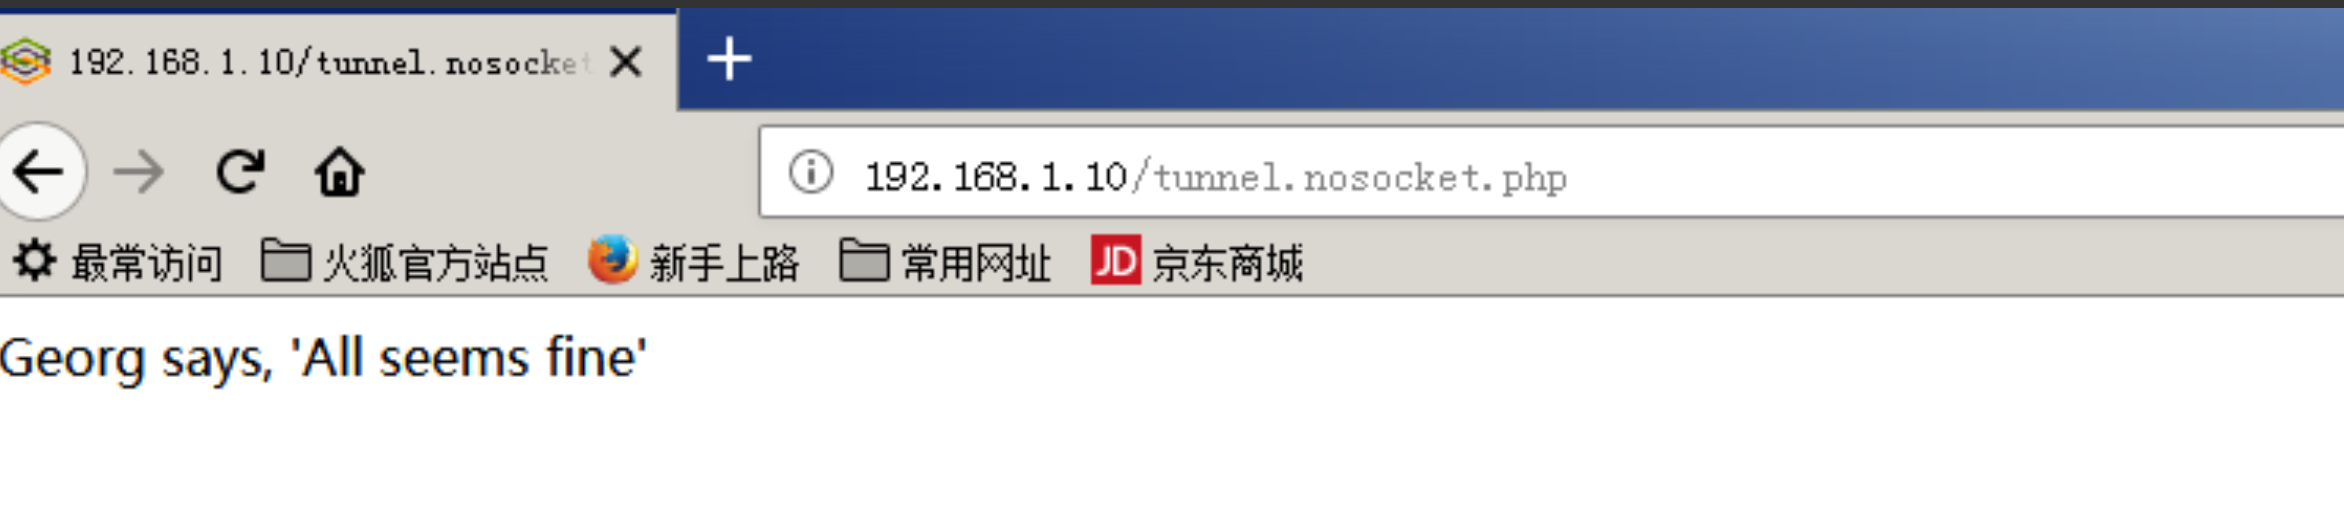 192.168.1.10/tunnel.nosocket
192.168.1.10/tunnel.nosocket.php
最常访问 火狐官方站点 新手上路 常用网址 JD 京东商城
Georg says, 'All seems fine'